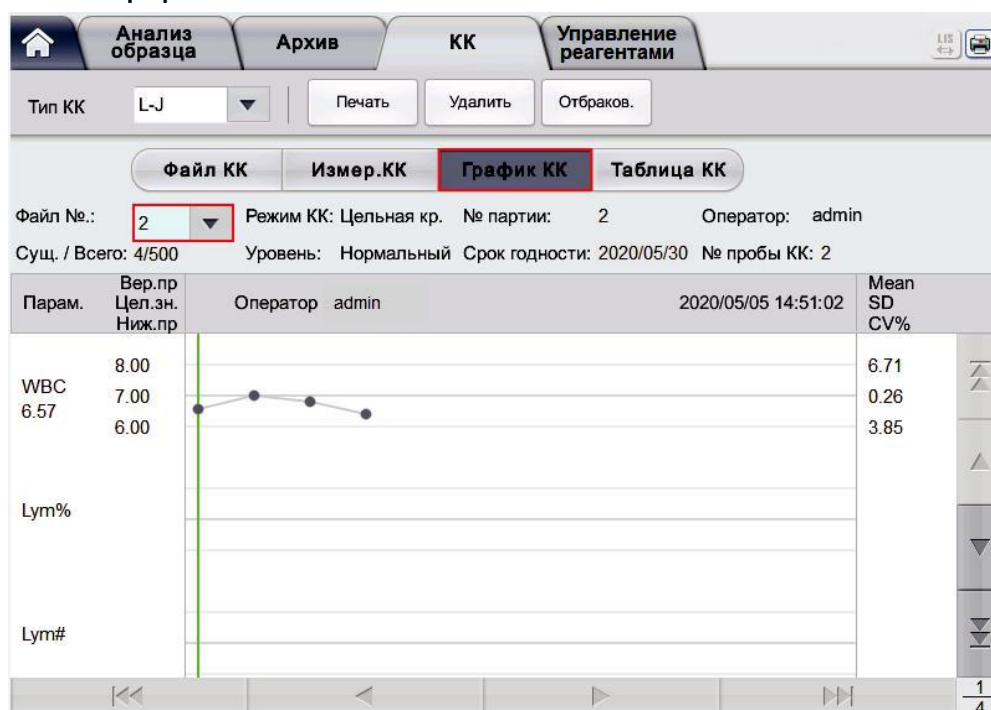 Анализ образца
Архив
КК
Управление реагентами
LIS
Тип КК L-J Печать Удалить Отбраков.
Файл КК Измер.КК График КК Таблица КК
Файл №.: 2 Режим КК: Цельная кр. № партии: 2 Оператор: admin
Сущ. / Всего: 4/500 Уровень: Нормальный Срок годности: 2020/05/30 № пробы КК: 2
Парам. Вер.пр Цел.зн. Ниж.пр Оператор admin 2020/05/05 14:51:02 Mean SD CV%
8.00 6.71
WBC 7.00 0.26
6.57 6.00 3.85
Lym%
Lym#
1
4